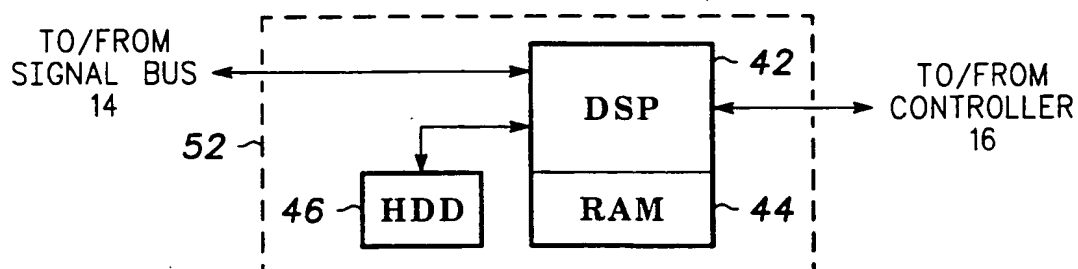 TO/FROM
SIGNAL BUS
14
52
46
HDD
DSP
RAM
42
44
TO/FROM
CONTROLLER
16